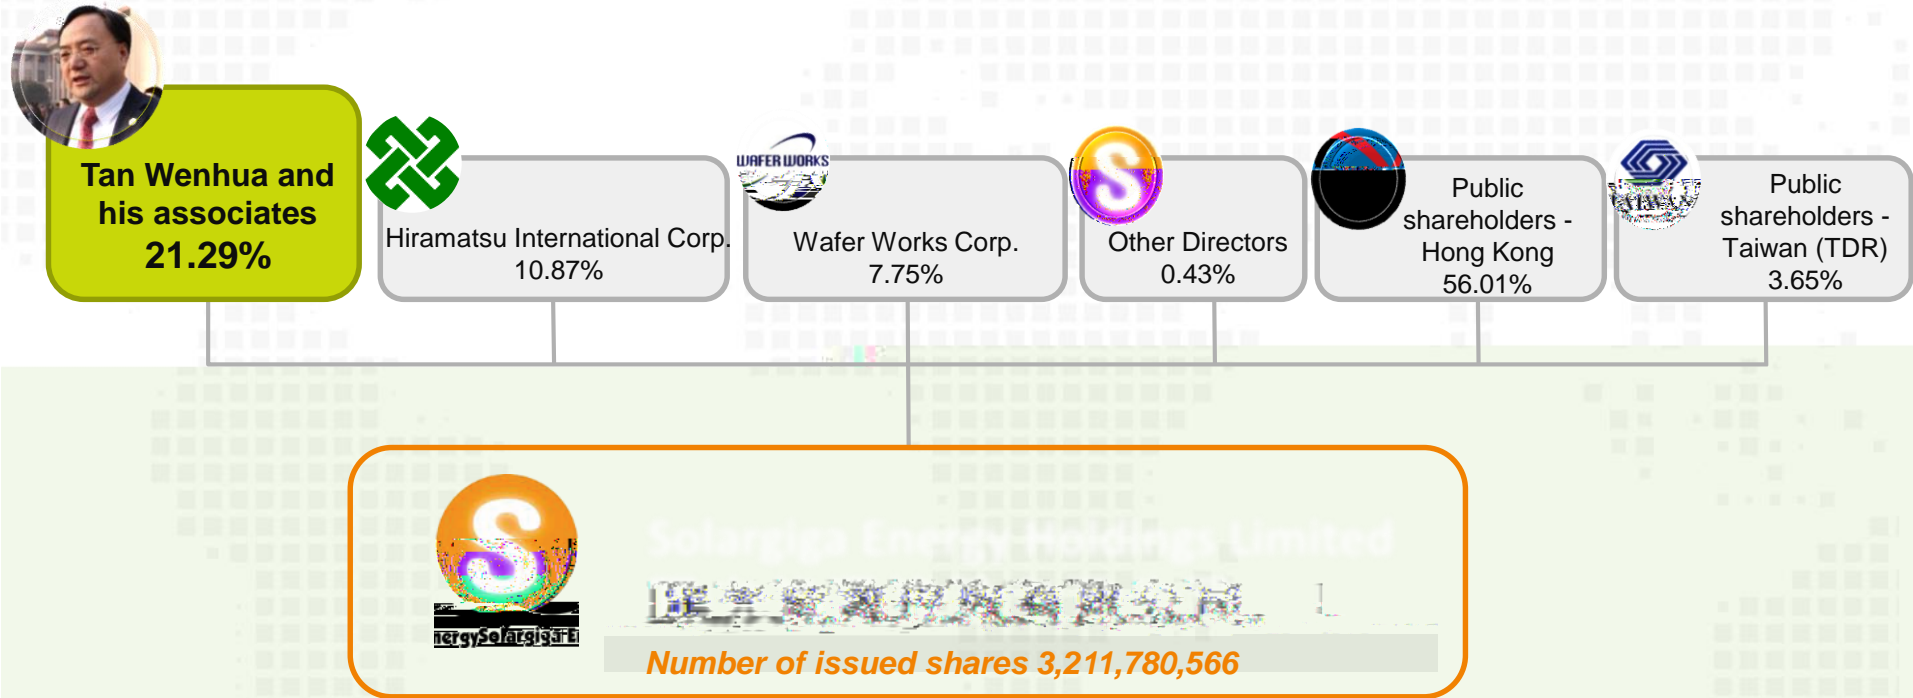 Tan Wenhua and
his associates
21.29%
Hiramatsu International Corp.
10.87%
WAFER WORKS
Wafer Works Corp.
7.75%
Other Directors
0.43%
Public
shareholders -
Hong Kong
56.01%
Public
shareholders -
Taiwan (TDR)
3.65%
Solargiga Energy Holdings Limited
Number of issued shares 3,211,780,566